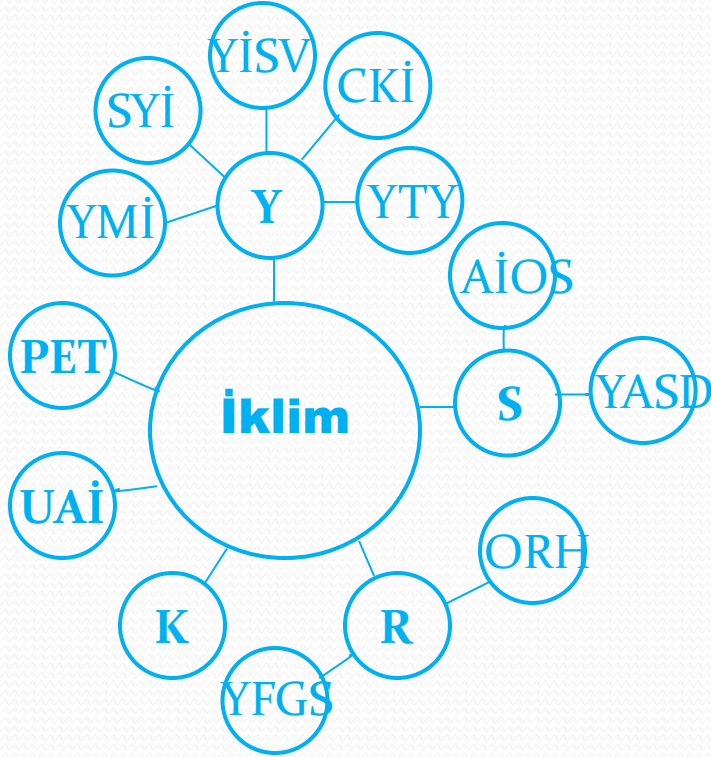 YİSV
CKİ
SYİ
YTY
Y
YMİ
AİOS
PET
YASD
S
İklim
UAİ
ORH
K
R
YFGS